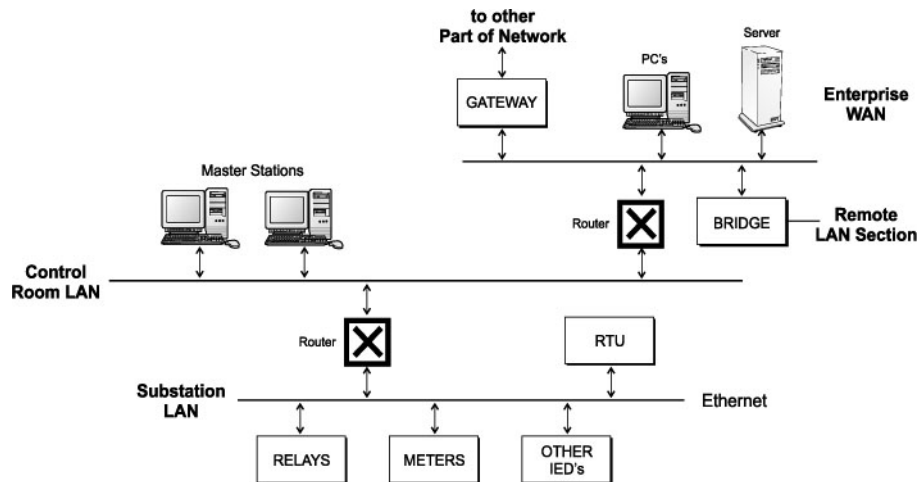 to other
Part of Network
Server
PC's
GATEWAY
Enterprise
WAN
Master Stations
Router
BRIDGE
Remote
LAN Section
Control
Room LAN
Router
RTU
Substation
LAN
Ethernet
RELAYS
METERS
OTHER
IED's